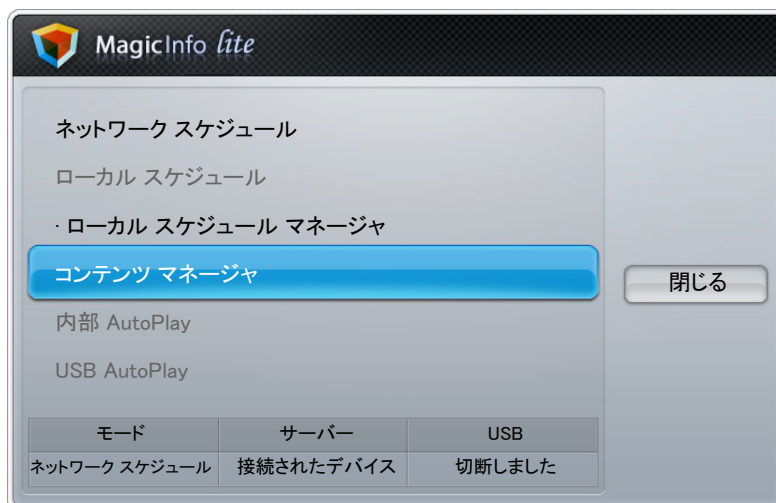 MagicInfo lite
ネットワーク スケジュール
ローカル スケジュール
· ローカル スケジュール マネージャ
コンテンツ マネージャ
閉じる
内部 AutoPlay
USB AutoPlay
モード サーバー USB
ネットワーク スケジュール 接続されたデバイス 切断しました